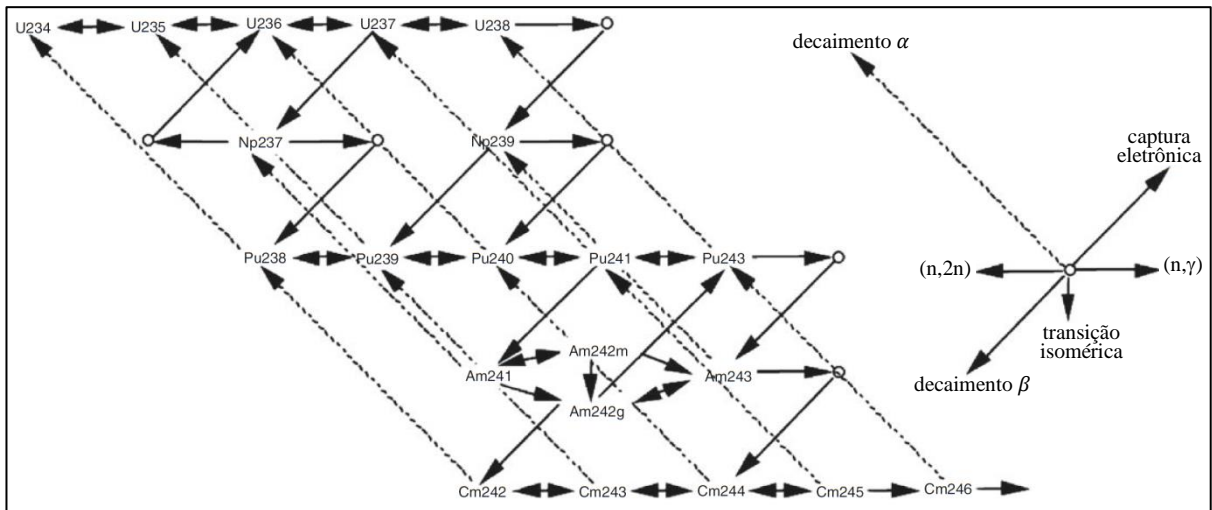 U234 U235 U236 U237 U238
decaimento α
captura
eletrônica
Np237 Np239
Pu238 Pu239 Pu240 Pu241 Pu243
(n,2n) (n,γ)
transição
isomérica
decaimento β
Am242m
Am241 Am243
Am242g
Cm242 Cm243 Cm244 Cm245 Cm246